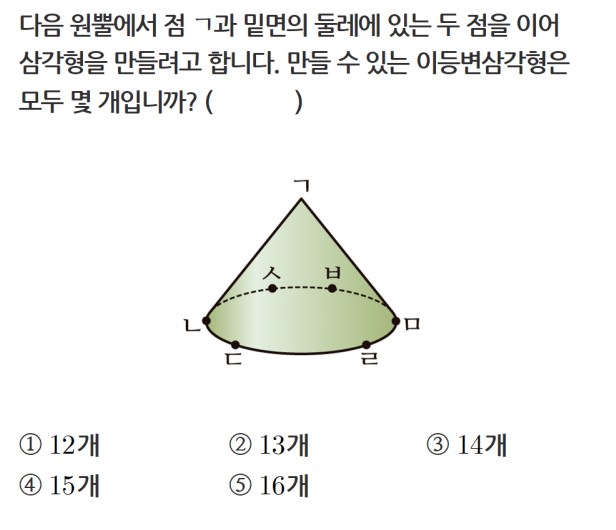 다음 원뿔에서 점 ㄱ과 밑면의 둘레에 있는 두 점을 이어
삼각형을 만들려고 합니다. 만들 수 있는 이등변삼각형은
모두 몇 개입니까? (          )
ㄱ
ㅅ ㅂ
ㄴ ㅁ
ㄷ ㄹ
① 12개 ② 13개 ③ 14개
④ 15개 ⑤ 16개